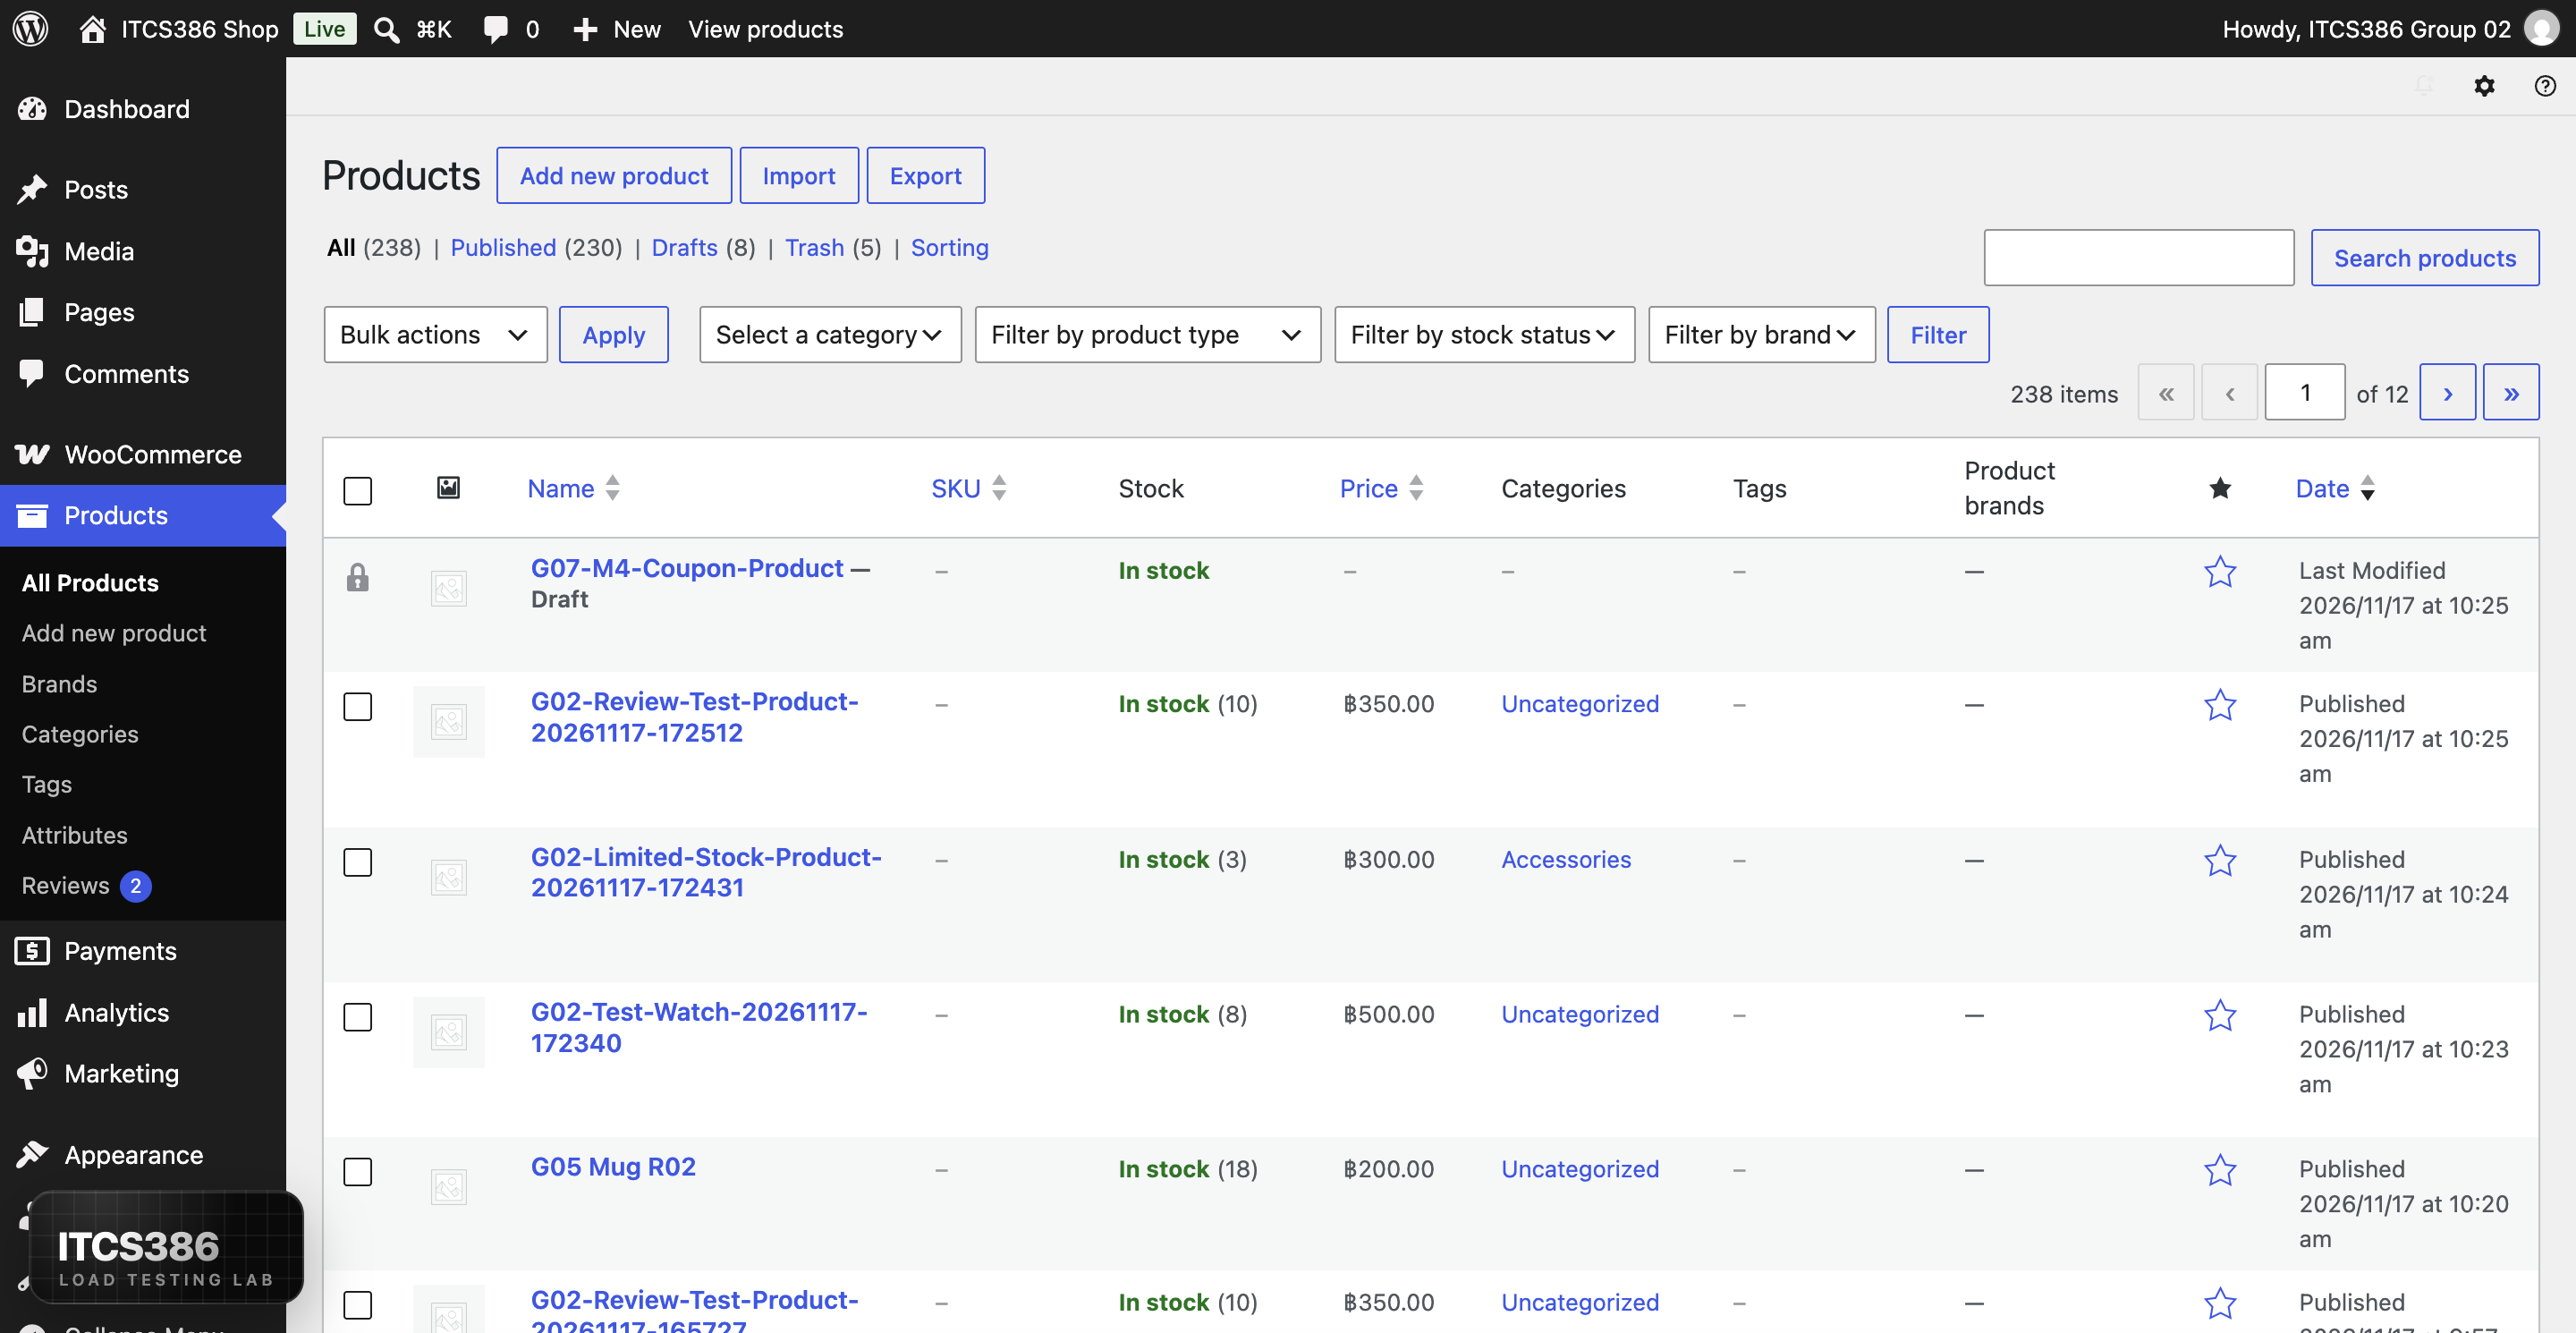 ITCS386 Shop Live ⌘K 0 + New View products Howdy, ITCS386 Group 02
Dashboard
Posts
Media
Pages
Comments
WooCommerce
Products
All Products
Add new product
Brands
Categories
Tags
Attributes
Reviews 2
Payments
Analytics
Marketing
Appearance
ITCS386
LOAD TESTING LAB
Products Add new product Import Export
All (238) | Published (230) | Drafts (8) | Trash (5) | Sorting
Search products
Bulk actions Apply Select a category Filter by product type Filter by stock status Filter by brand Filter
238 items « ‹ 1 of 12 › »
Name SKU Stock Price Categories Tags Product brands Date
G07-M4-Coupon-Product — – In stock – – – — Last Modified
Draft 2026/11/17 at 10:25
am
G02-Review-Test-Product- – In stock (10) ฿350.00 Uncategorized – — Published
20261117-172512 2026/11/17 at 10:25
am
G02-Limited-Stock-Product- – In stock (3) ฿300.00 Accessories – — Published
20261117-172431 2026/11/17 at 10:24
am
G02-Test-Watch-20261117- – In stock (8) ฿500.00 Uncategorized – — Published
172340 2026/11/17 at 10:23
am
G05 Mug R02 – In stock (18) ฿200.00 Uncategorized – — Published
2026/11/17 at 10:20
am
G02-Review-Test-Product- – In stock (10) ฿350.00 Uncategorized – — Published
20261117-165727